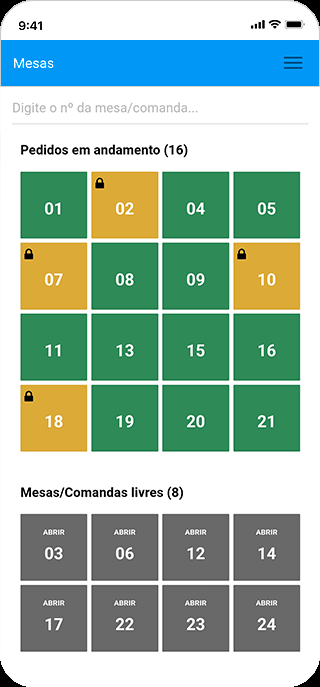 9:41
Mesas
Digite o nº da mesa/comanda...
Pedidos em andamento (16)
01 02 04 05
07 08 09 10
11 13 15 16
18 19 20 21
Mesas/Comandas livres (8)
ABRIR ABRIR ABRIR ABRIR
03 06 12 14
ABRIR ABRIR ABRIR ABRIR
17 22 23 24